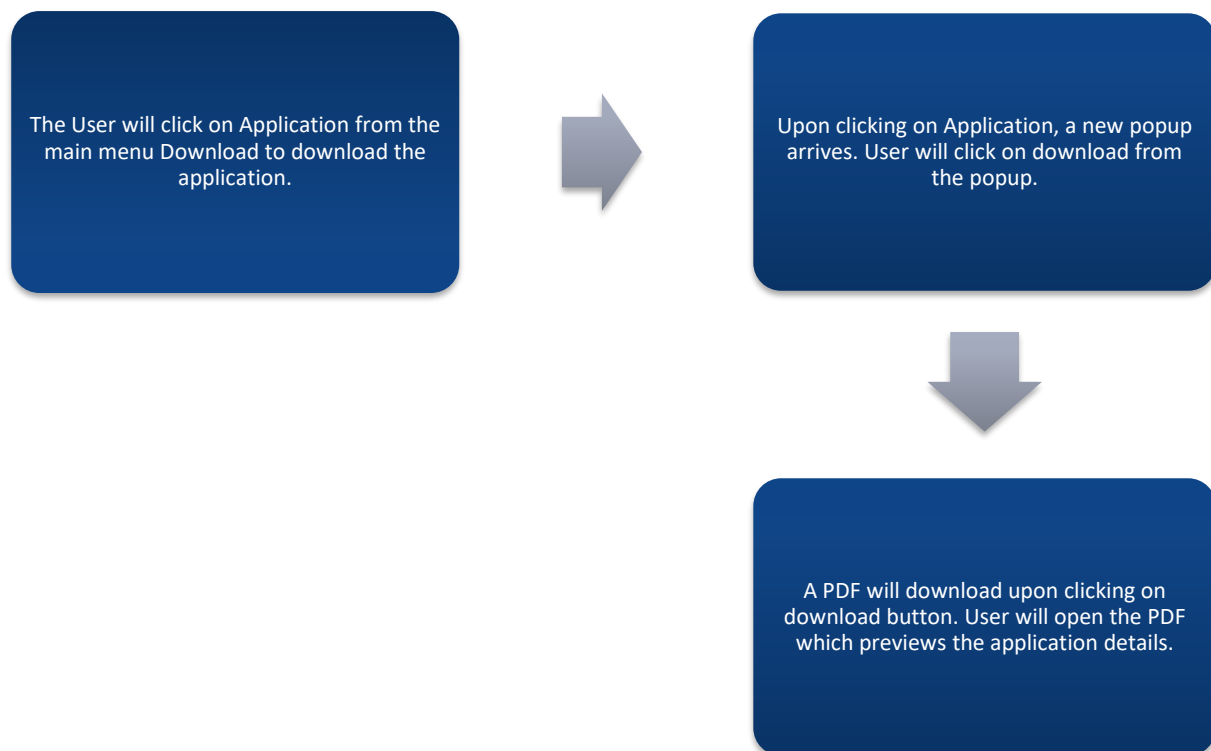 The User will click on Application from the
main menu Download to download the
application.
Upon clicking on Application, a new popup
arrives. User will click on download from
the popup.
A PDF will download upon clicking on
download button. User will open the PDF
which previews the application details.